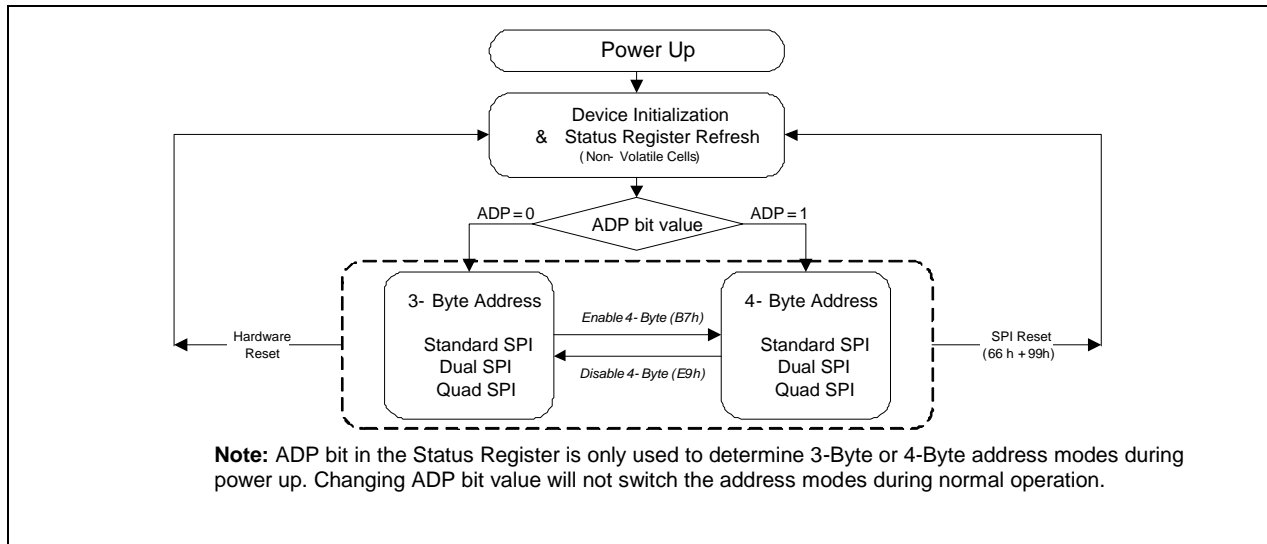 Power Up
Device Initialization
& Status Register Refresh
(Non- Volatile Cells)
ADP = 0
ADP bit value
ADP = 1
3- Byte Address
Standard SPI
Dual SPI
Quad SPI
Enable 4- Byte (B7h)
Disable 4- Byte (E9h)
4- Byte Address
Standard SPI
Dual SPI
Quad SPI
Hardware
Reset
SPI Reset
(66 h + 99h)
Note: ADP bit in the Status Register is only used to determine 3-Byte or 4-Byte address modes during
power up. Changing ADP bit value will not switch the address modes during normal operation.